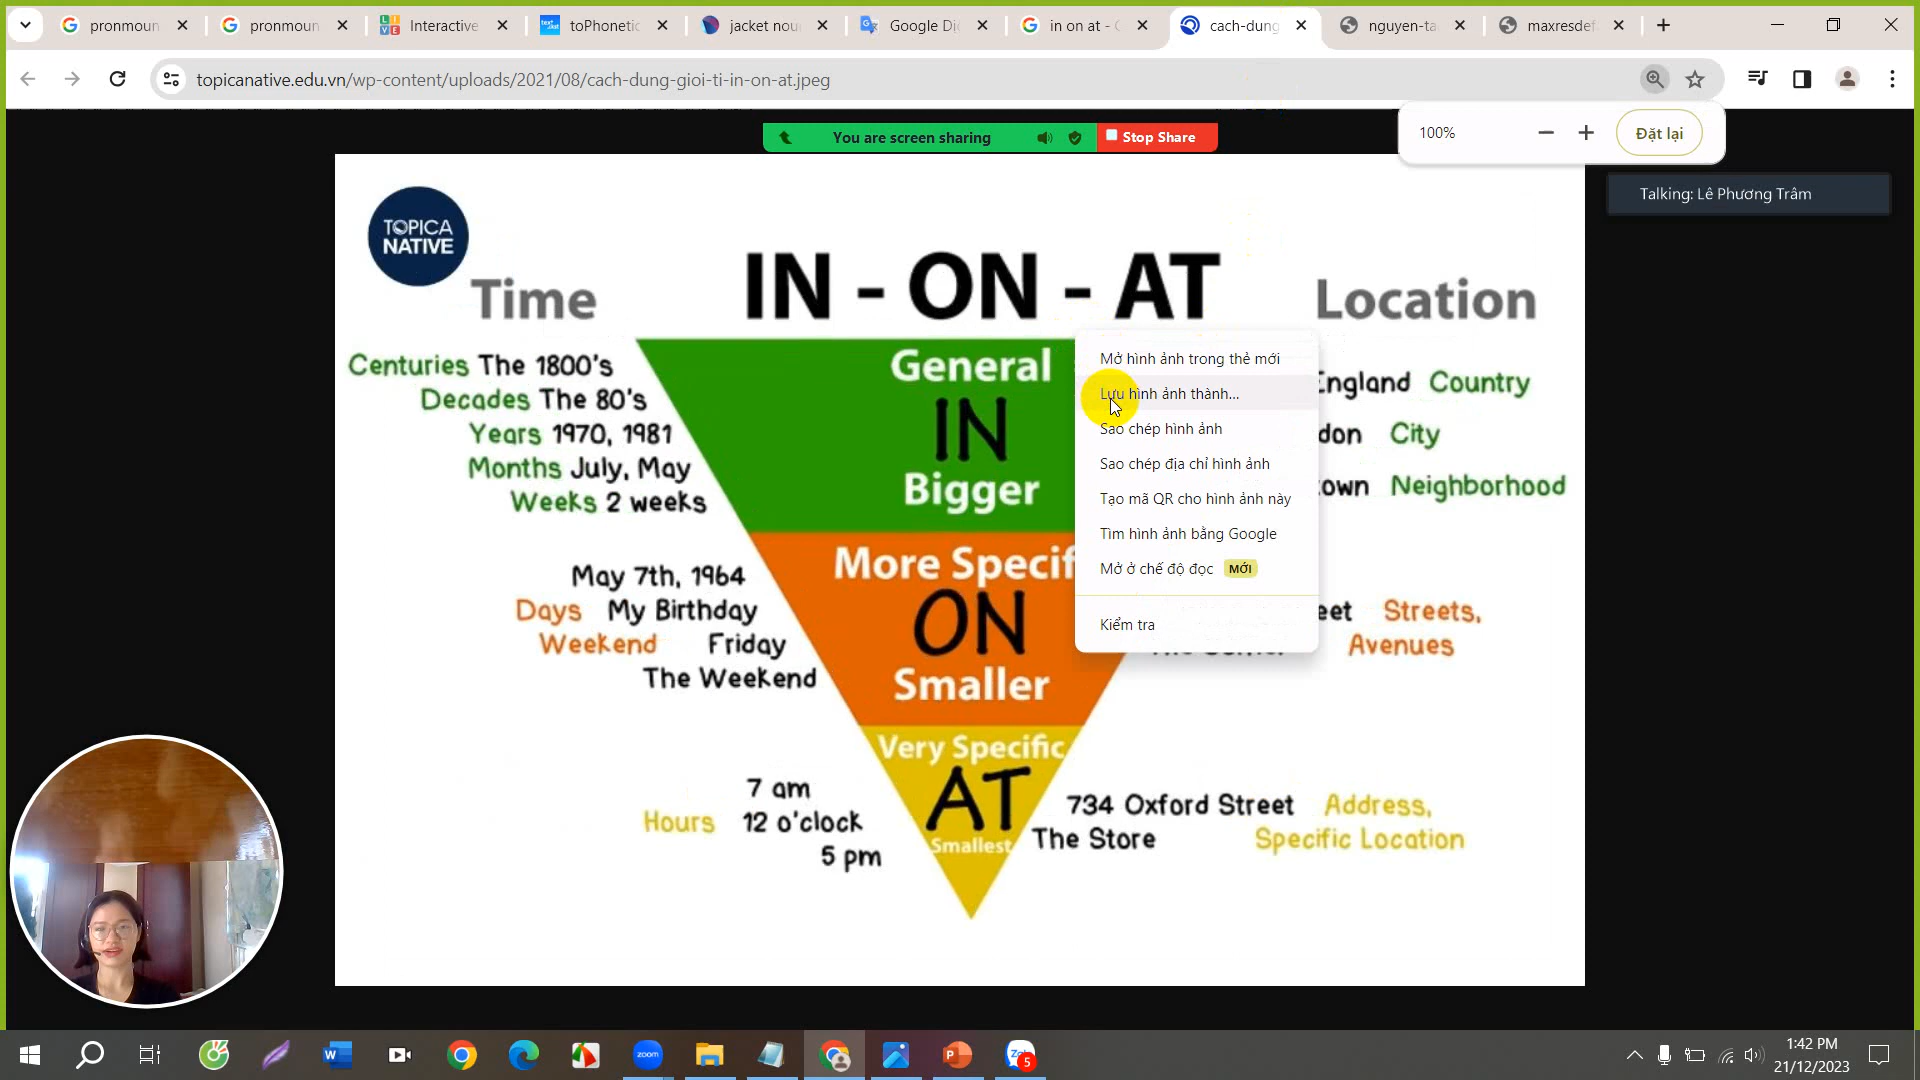 pronmoun
pronmoun
Interactive
toPhonetic
jacket nou
Google Dị
in on at - G
cach-dung
nguyen-ta
maxresdef
topicanative.edu.vn/wp-content/uploads/2021/08/cach-dung-gioi-ti-in-on-at.jpeg
100%
Đặt lại
You are screen sharing
Stop Share
Talking: Lê Phương Trâm
TOPICA
NATIVE
Time
IN - ON - AT
Location
Centuries The 1800's
Decades The 80's
Years 1970, 1981
Months July, May
Weeks 2 weeks
General
IN
Bigger
England Country
don City
town Neighborhood
Mở hình ảnh trong thẻ mới
Lưu hình ảnh thành...
Sao chép hình ảnh
Sao chép địa chỉ hình ảnh
Tạo mã QR cho hình ảnh này
Tìm hình ảnh bằng Google
Mở ở chế độ đọc MỚI
Kiểm tra
May 7th, 1964
Days My Birthday
Weekend Friday
The Weekend
More Specif
ON
Smaller
eet Streets,
Avenues
7 am
Hours 12 o'clock
5 pm
Very Specific
AT
Smallest
734 Oxford Street Address,
The Store Specific Location
zoom
5
1:42 PM
21/12/2023